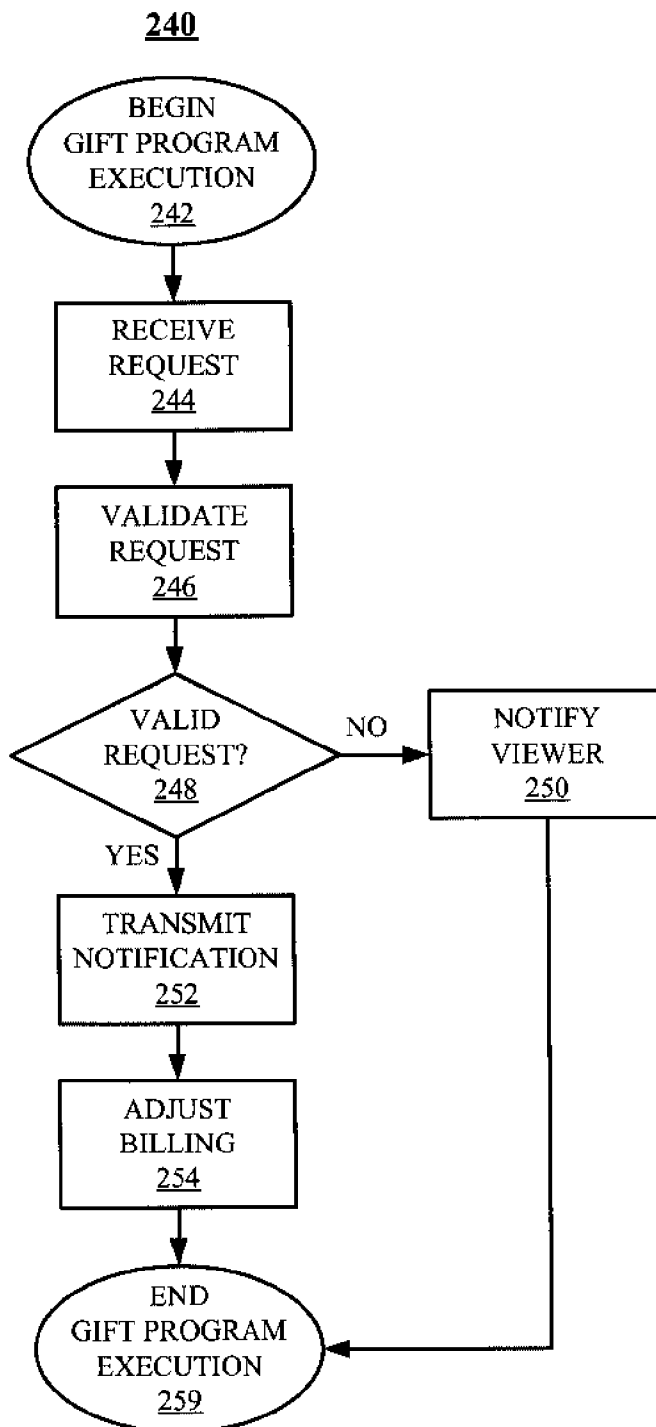 240
BEGIN
GIFT PROGRAM
EXECUTION
242
RECEIVE
REQUEST
244
VALIDATE
REQUEST
246
VALID
REQUEST?
248
NO
NOTIFY
VIEWER
250
YES
TRANSMIT
NOTIFICATION
252
ADJUST
BILLING
254
END
GIFT PROGRAM
EXECUTION
259